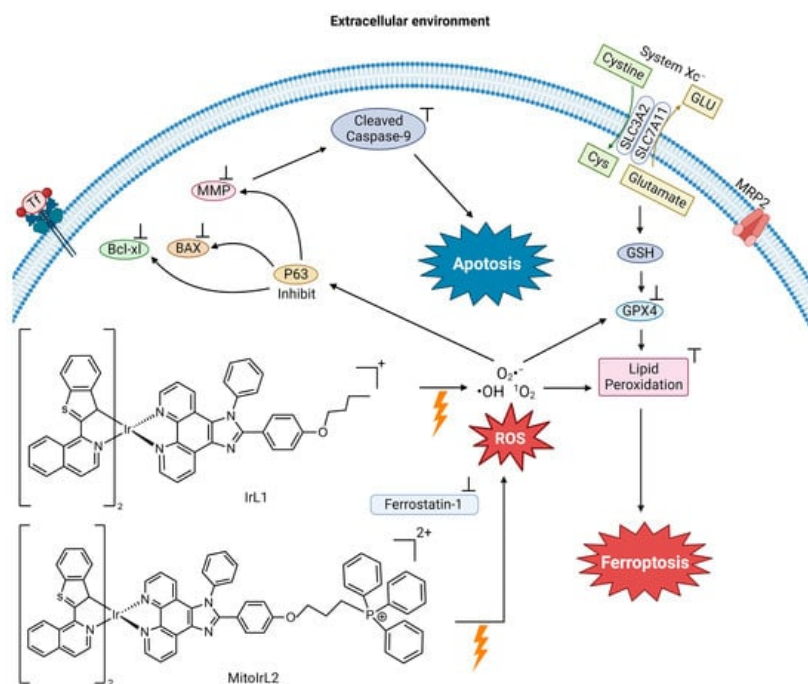 Extracellular environment
System Xc⁻
Cystine
GLU
SLC3A2
SLC7A11
Cys
Glutamate
MRP2
Tf
Cleaved
Caspase-9
MMP
Bcl-xl
BAX
P63
Inhibit
Apotosis
GSH
GPX4
O₂•⁻
•OH ¹O₂
ROS
Lipid
Peroxidation
Ferroptosis
Ferrostatin-1
+
S
N
Ir
N
N
N
N
O
2
IrL1
2+
S
N
Ir
N
N
N
N
O
P
⊕
2
MitoIrL2